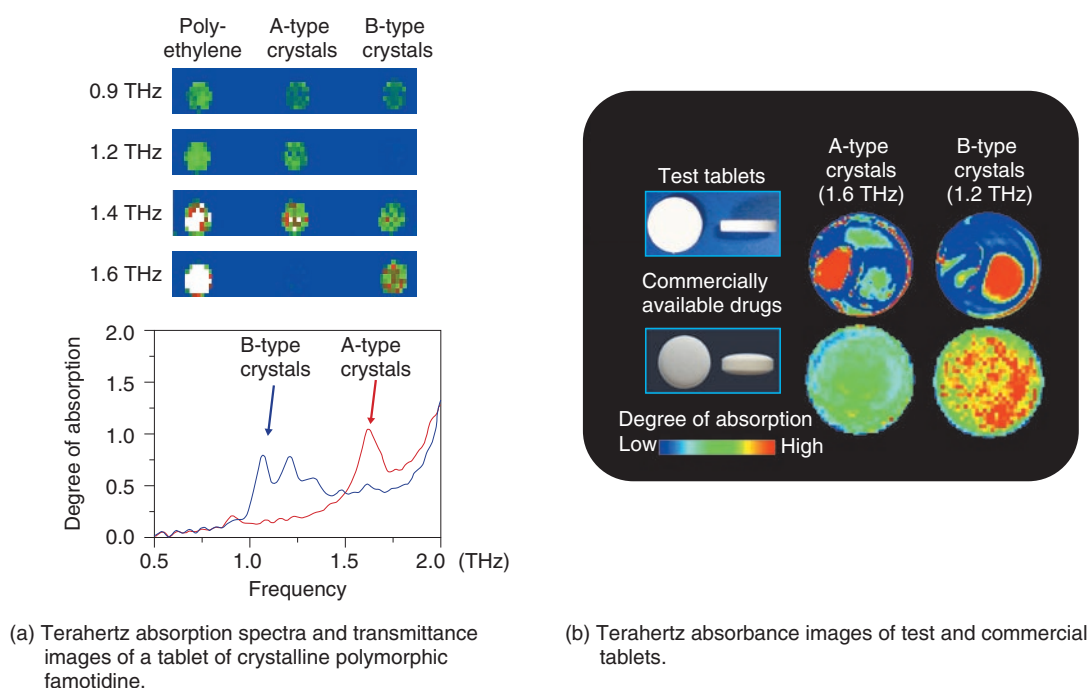 Poly-
ethylene
A-type
crystals
B-type
crystals
0.9 THz
1.2 THz
1.4 THz
1.6 THz
2.0
1.5
1.0
0.5
0.0
Degree of absorption
B-type
crystals
A-type
crystals
0.5
1.0
1.5
2.0
(THz)
Frequency
(a) Terahertz absorption spectra and transmittance
images of a tablet of crystalline polymorphic
famotidine.
A-type
crystals
(1.6 THz)
B-type
crystals
(1.2 THz)
Test tablets
Commercially
available drugs
Degree of absorption
Low
High
(b) Terahertz absorbance images of test and commercial
tablets.